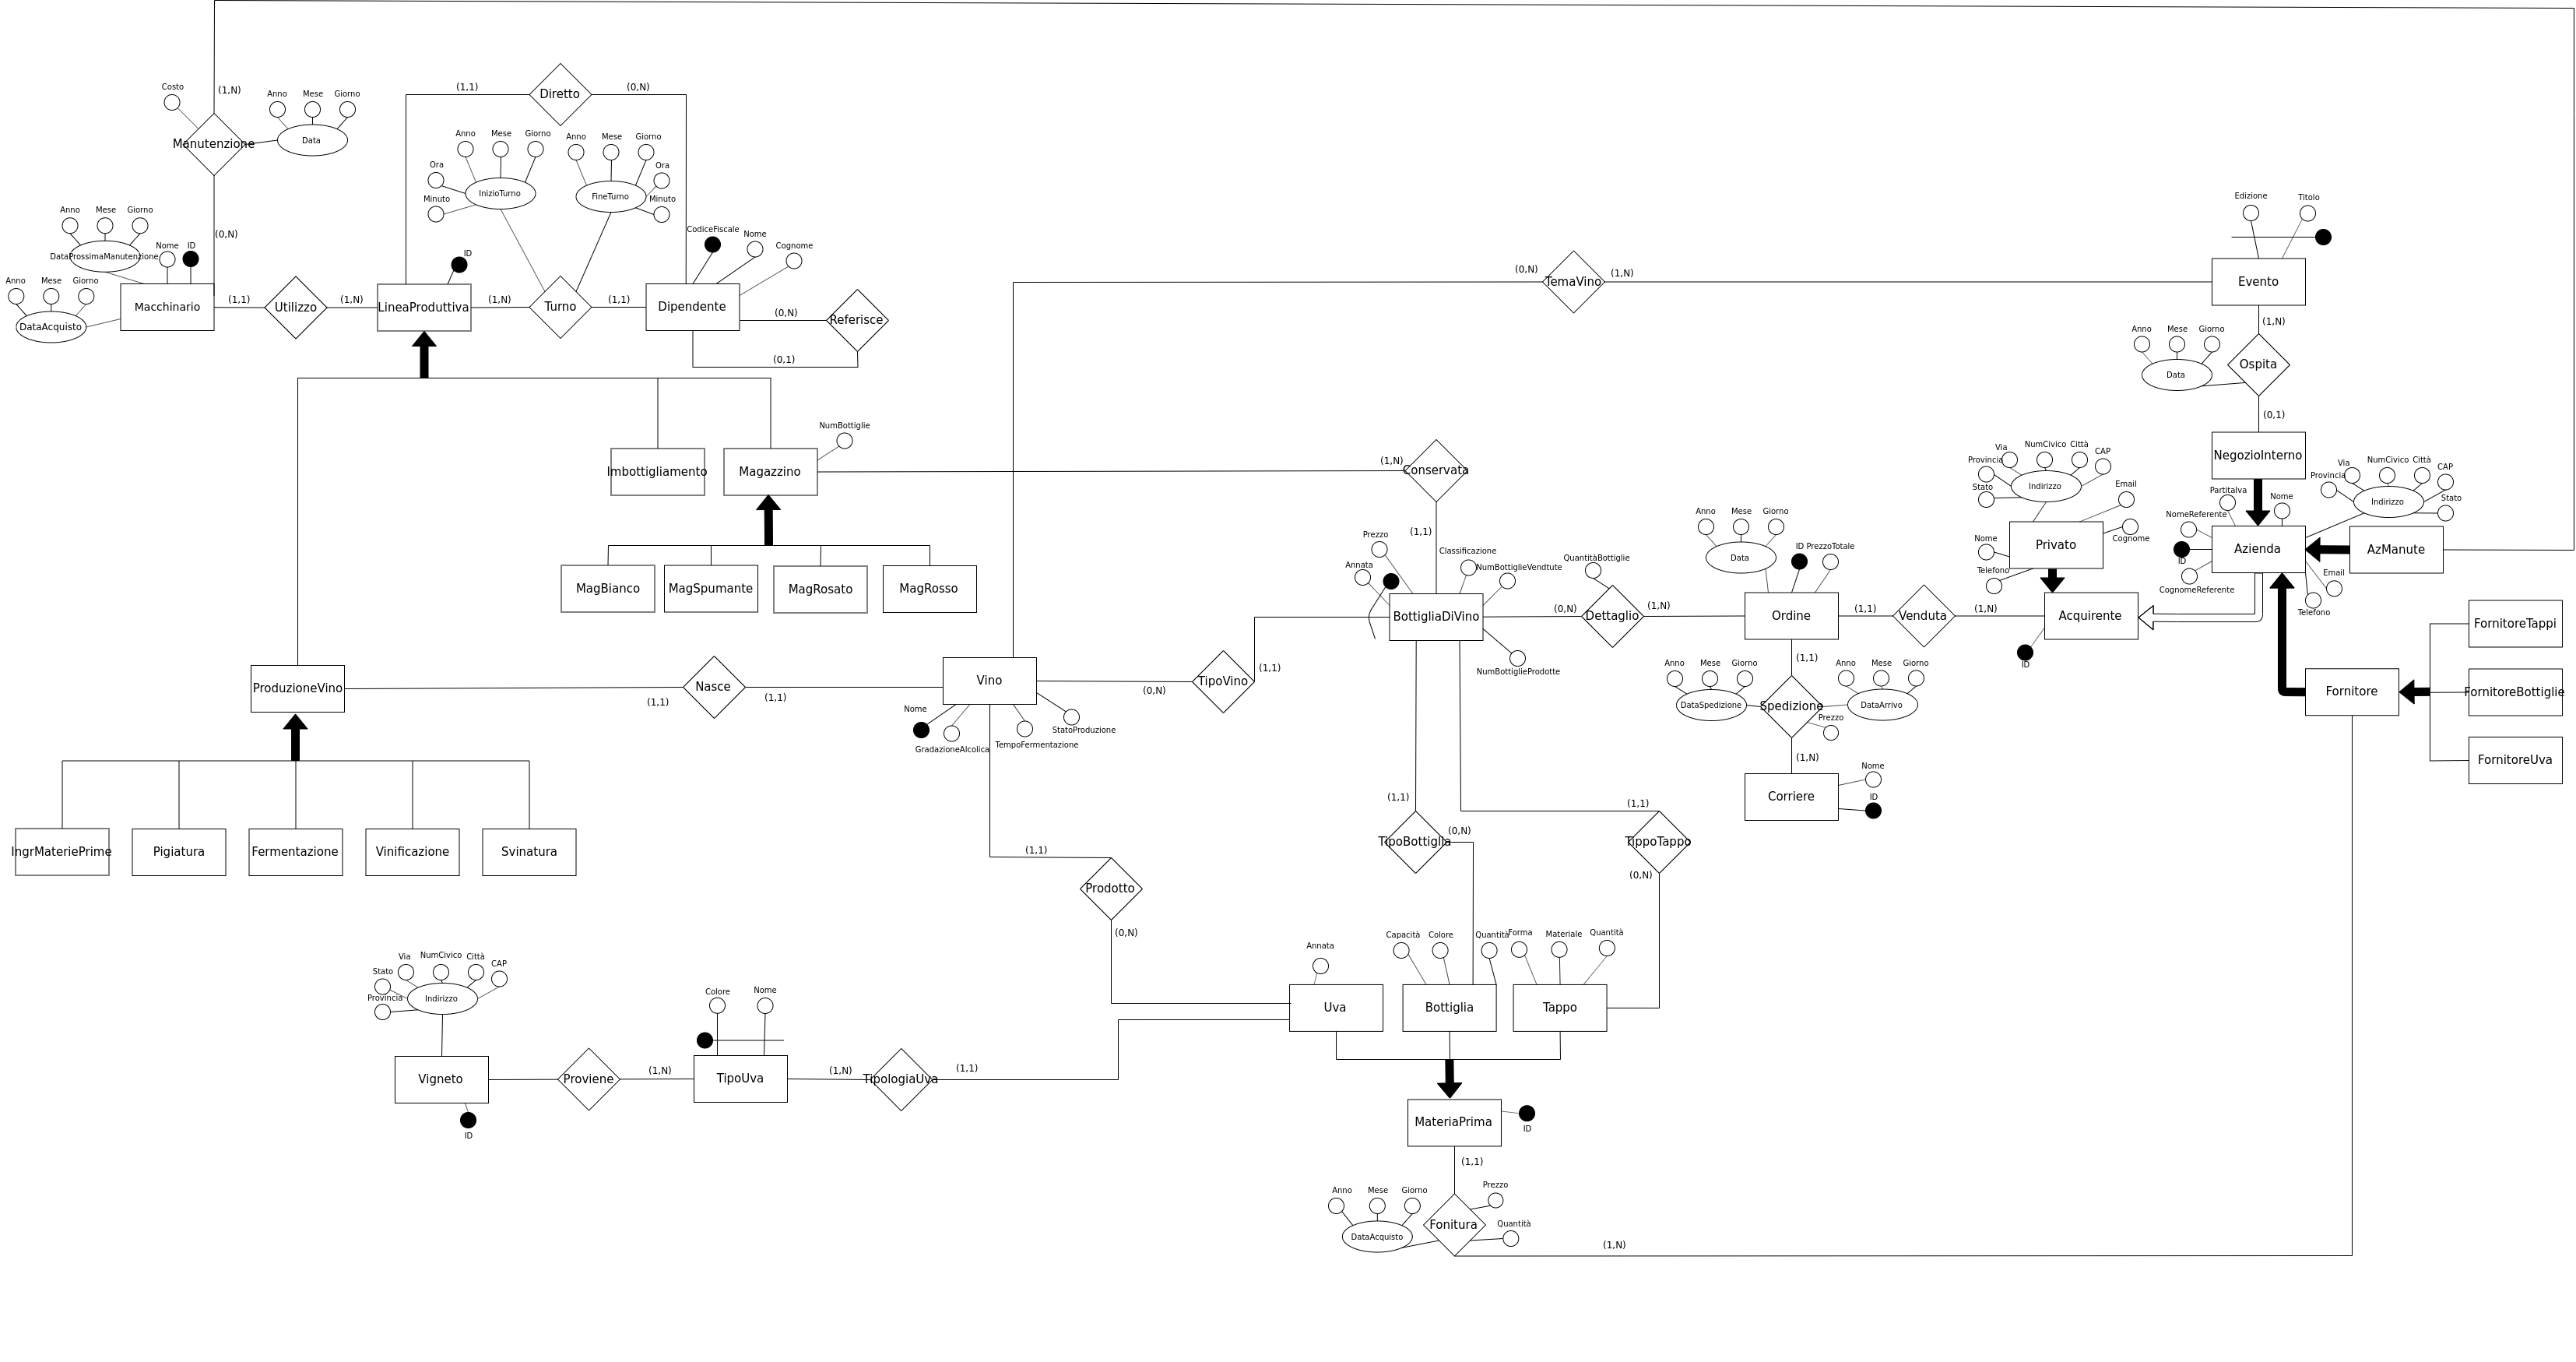 Costo
(1,N)
Anno Mese Giorno
Data
Manutenzione
(0,N)
(1,1)
Diretto
(0,N)
Anno Mese Giorno
Ora
Minuto
InizioTurno
Anno Mese Giorno
Ora
Minuto
FineTurno
Anno Mese Giorno
DataProssimaManutenzione
Nome ID
Anno Mese Giorno
DataAcquisto
Macchinario
(1,1)
Utilizzo
(1,N)
ID
LineaProduttiva
(1,N)
Turno
(1,1)
CodiceFiscale
Nome
Cognome
Dipendente
(0,N)
Referisce
(0,1)
(0,N)
TemaVino
(1,N)
Edizione
Titolo
Evento
(1,N)
Anno Mese Giorno
Data
Ospita
(0,1)
NegozioInterno
Imbottigliamento
Magazzino
NumBottiglie
(1,N)
Conservata
(1,1)
MagBianco
MagSpumante
MagRosato
MagRosso
Via NumCivico Città CAP
Provincia
Stato
Indirizzo
Email
Cognome
Nome
Telefono
Privato
PartitaIva
Nome
NomeReferente
ID
CognomeReferente
Azienda
Email
Telefono
Via NumCivico Città CAP
Provincia
Stato
Indirizzo
AzManute
Prezzo
Annata
Classificazione
NumBottiglieVendtute
BottigliaDiVino
NumBottiglieProdotte
QuantitàBottiglie
(0,N)
Dettaglio
(1,N)
Anno Mese Giorno
Data
ID PrezzoTotale
Ordine
(1,1)
Venduta
(1,N)
Acquirente
ID
FornitoreTappi
FornitoreBottiglie
FornitoreUva
Fornitore
(1,1)
Anno Mese Giorno
DataSpedizione
Spedizione
Anno Mese Giorno
DataArrivo
Prezzo
(1,N)
Corriere
Nome
ID
ProduzioneVino
(1,1)
Nasce
(1,1)
Vino
Nome
GradazioneAlcolica
TempoFermentazione
StatoProduzione
(0,N)
TipoVino
(1,1)
IngrMateriePrime
Pigiatura
Fermentazione
Vinificazione
Svinatura
(1,1)
Prodotto
(0,N)
(1,1)
TipoBottiglia
(0,N)
(1,1)
TippoTappo
(0,N)
Annata
Uva
Capacità Colore Quantità
Bottiglia
Forma Materiale Quantità
Tappo
Via NumCivico Città CAP
Stato
Provincia
Indirizzo
Vigneto
ID
Proviene
(1,N)
Colore Nome
TipoUva
(1,N)
TipologiaUva
(1,1)
MateriaPrima
ID
(1,1)
Anno Mese Giorno
DataAcquisto
Fonitura
Prezzo
Quantità
(1,N)